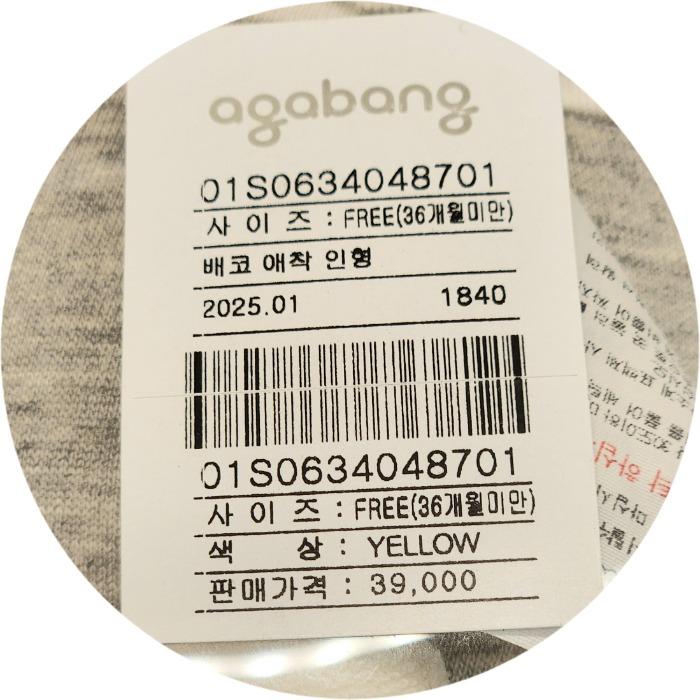 agabang
01S0634048701
사 이 즈 : FREE(36개월미만)
배코 애착 인형
2025.01 1840
01S0634048701
사 이 즈 : FREE(36개월미만)
색 상 : YELLOW
판매가격 : 39,000